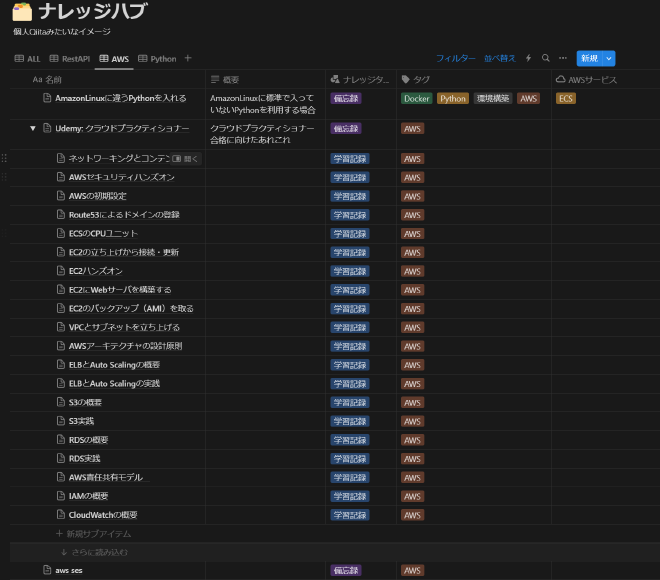 ナレッジハブ
個人Qiitaみたいなイメージ
ALL RestAPI AWS Python +
フィルター 並べ替え 新規
Aa 名前 概要 ナレッジタ... タグ AWSサービス
AmazonLinuxに違うPythonを入れる AmazonLinuxに標準で入っていないPythonを利用する場合 備忘録 Docker Python 環境構築 AWS ECS
Udemy: クラウドプラクティショナー クラウドプラクティショナー合格に向けたあれこれ 備忘録 AWS
ネットワーキングとコンテン 開く 学習記録 AWS
AWSセキュリティハンズオン 学習記録 AWS
AWSの初期設定 学習記録 AWS
Route53によるドメインの登録 学習記録 AWS
ECSのCPUユニット 学習記録 AWS
EC2の立ち上げから接続・更新 学習記録 AWS
EC2ハンズオン 学習記録 AWS
EC2にWebサーバを構築する 学習記録 AWS
EC2のバックアップ（AMI）を取る 学習記録 AWS
VPCとサブネットを立ち上げる 学習記録 AWS
AWSアーキテクチャの設計原則 学習記録 AWS
ELBとAuto Scalingの概要 学習記録 AWS
ELBとAuto Scalingの実践 学習記録 AWS
S3の概要 学習記録 AWS
S3実践 学習記録 AWS
RDSの概要 学習記録 AWS
RDS実践 学習記録 AWS
AWS責任共有モデル 学習記録 AWS
IAMの概要 学習記録 AWS
CloudWatchの概要 学習記録 AWS
+ 新規サブアイテム
↓ さらに読み込む
aws ses 備忘録 AWS